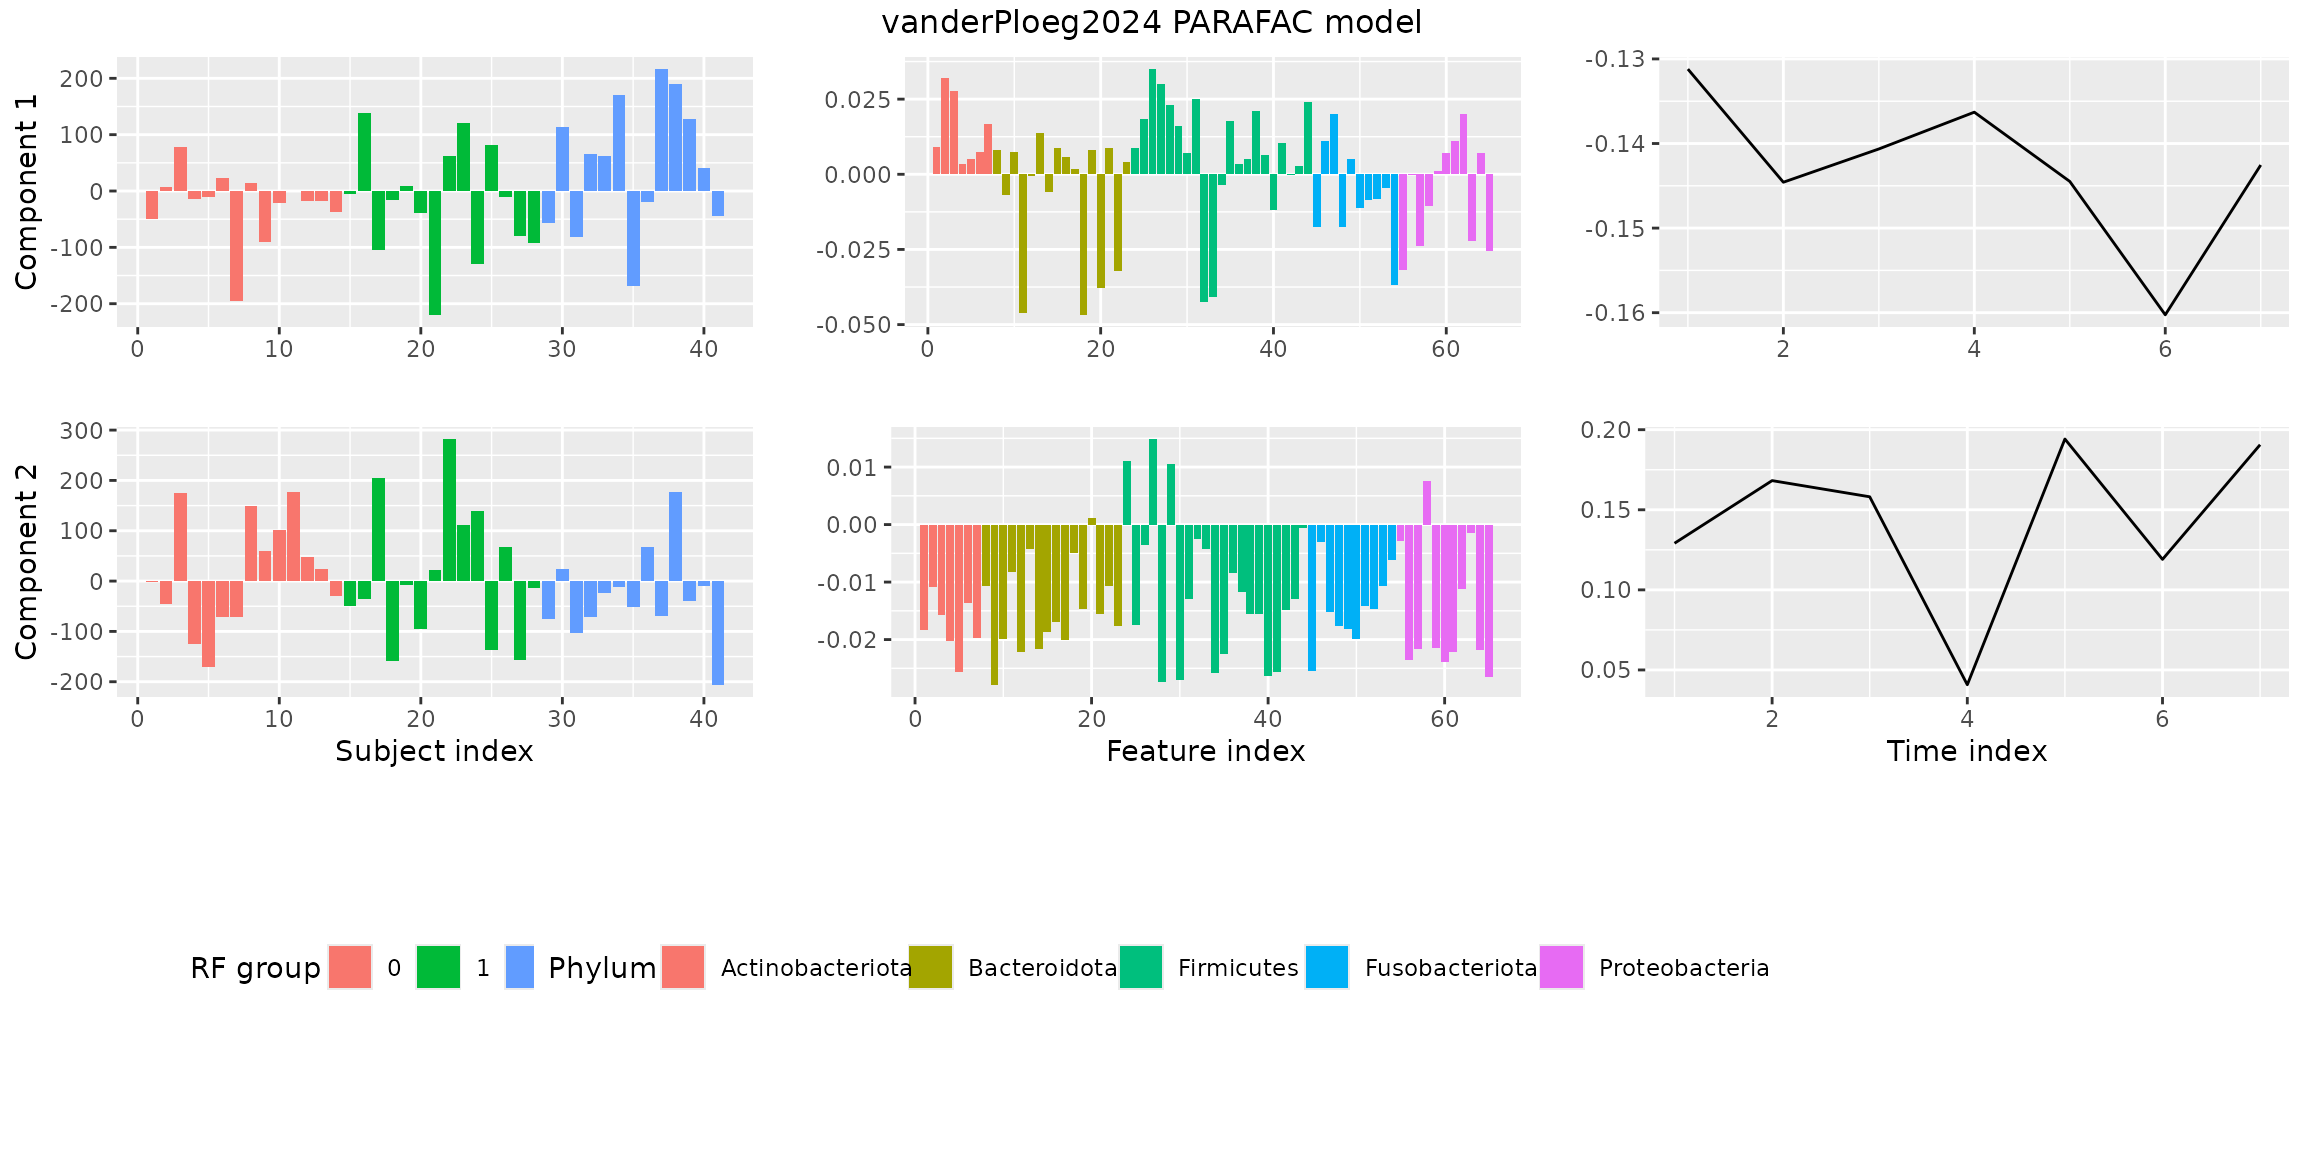 vanderPloeg2024 PARAFAC model
Component 1
200
100
0
-100
-200
0 10 20 30 40
0.025
0.000
-0.025
-0.050
0 20 40 60
-0.13
-0.14
-0.15
-0.16
2 4 6
Component 2
300
200
100
0
-100
-200
0 10 20 30 40
Subject index
0.01
0.00
-0.01
-0.02
0 20 40 60
Feature index
0.20
0.15
0.10
0.05
2 4 6
Time index
RF group 0 1 Phylum Actinobacteriota Bacteroidota Firmicutes Fusobacteriota Proteobacteria